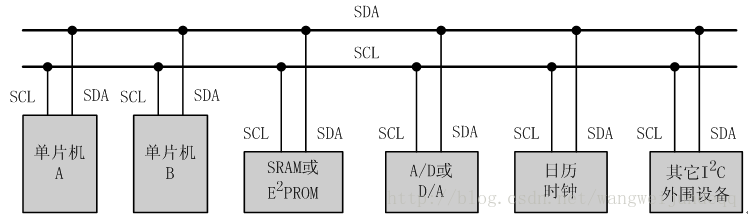 SDA
SCL
SCL SDA SCL SDA
SCL SDA SCL SDA SCL SDA SCL SDA
单片机
A
单片机
B
SRAM或
E²PROM
A/D或
D/A
日历
时钟
其它I²C
外围设备